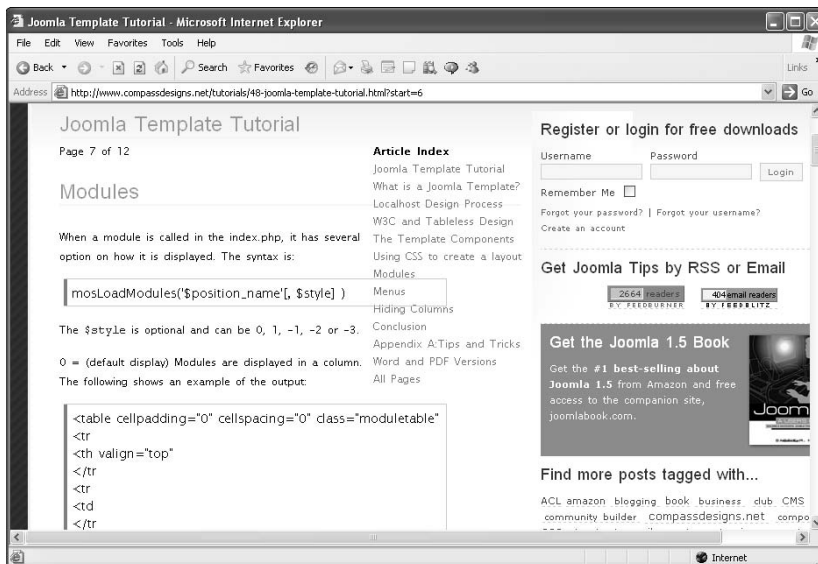 Joomla Template Tutorial - Microsoft Internet Explorer
File Edit View Favorites Tools Help
Back Search Favorites Links
Address http://www.compassdesigns.net/tutorials/48-joomla-template-tutorial.html?start=6 Go
Joomla Template Tutorial
Page 7 of 12
Modules
When a module is called in the index.php, it has several
option on how it is displayed. The syntax is:
mosLoadModules('$position_name'[, $style] )
The $style is optional and can be 0, 1, -1, -2 or -3.
0 = (default display) Modules are displayed in a column.
The following shows an example of the output:
<table cellpadding="0" cellspacing="0" class="moduletable"
<tr
<th valign="top"
</tr
<tr
<td
</tr
Article Index
Joomla Template Tutorial
What is a Joomla Template?
Localhost Design Process
W3C and Tableless Design
The Template Components
Using CSS to create a layout
Modules
Menus
Hiding Columns
Conclusion
Appendix A:Tips and Tricks
Word and PDF Versions
All Pages
Register or login for free downloads
Username Password
Login
Remember Me
Forgot your password? | Forgot your username?
Create an account
Get Joomla Tips by RSS or Email
2664 readers
BY FEEDBURNER
404 email readers
BY FEEDBLITZ
Get the Joomla 1.5 Book
Get the #1 best-selling about
Joomla 1.5 from Amazon and free
access to the companion site,
joomlabook.com.
Joom
Find more posts tagged with...
ACL amazon blogging book business club CMS
community builder compassdesigns.net compo
Internet